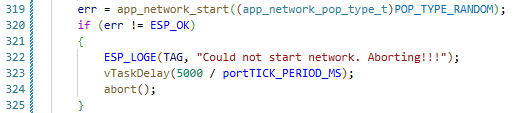 319 err = app_network_start((app_network_pop_type_t)POP_TYPE_RANDOM);
320 if (err != ESP_OK)
321 {
322 ESP_LOGE(TAG, "Could not start network. Aborting!!!");
323 vTaskDelay(5000 / portTICK_PERIOD_MS);
324 abort();
325 }